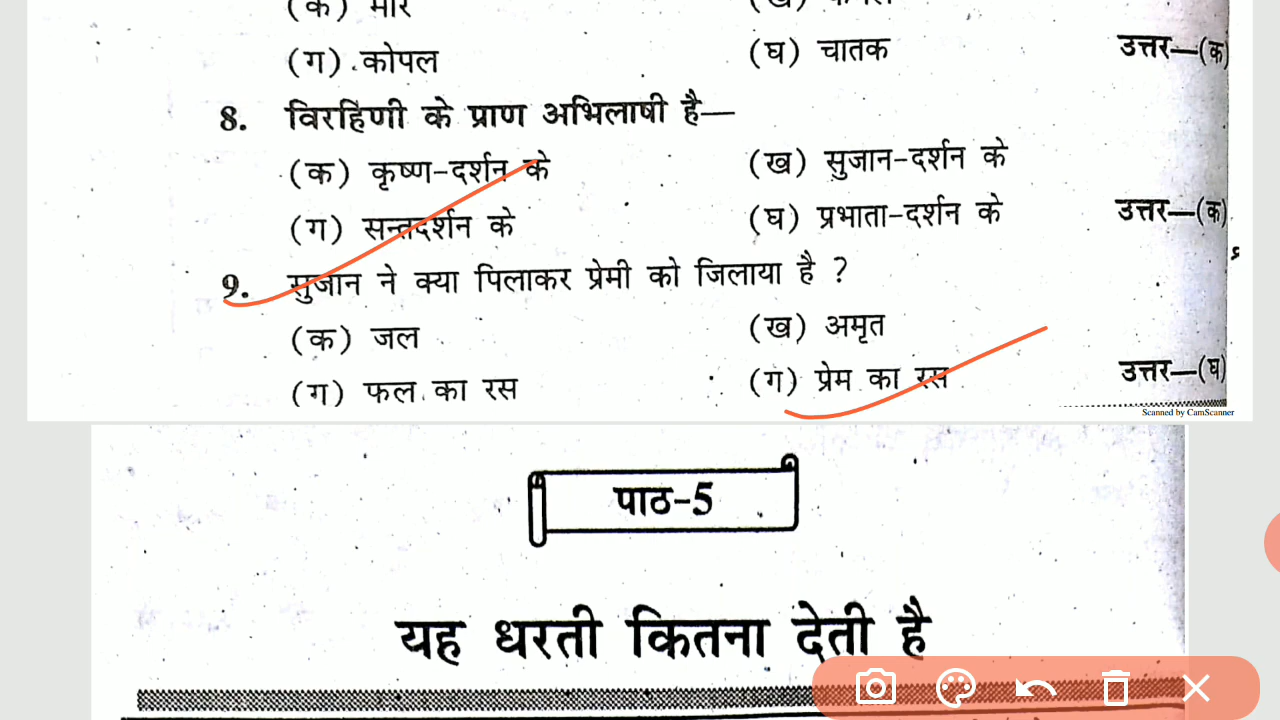 (क) मोर
(ग) कोपल (घ) चातक उत्तर—(क)
8. विरहिणी के प्राण अभिलाषी है—
(क) कृष्ण-दर्शन के (ख) सुजान-दर्शन के
(ग) सन्तदर्शन के (घ) प्रभाता-दर्शन के उत्तर—(क)
9. सुजान ने क्या पिलाकर प्रेमी को जिलाया है ?
(क) जल (ख) अमृत
(ग) फल का रस (ग) प्रेम का रस उत्तर—(घ)
Scanned by CamScanner
पाठ-5
यह धरती कितना देती है